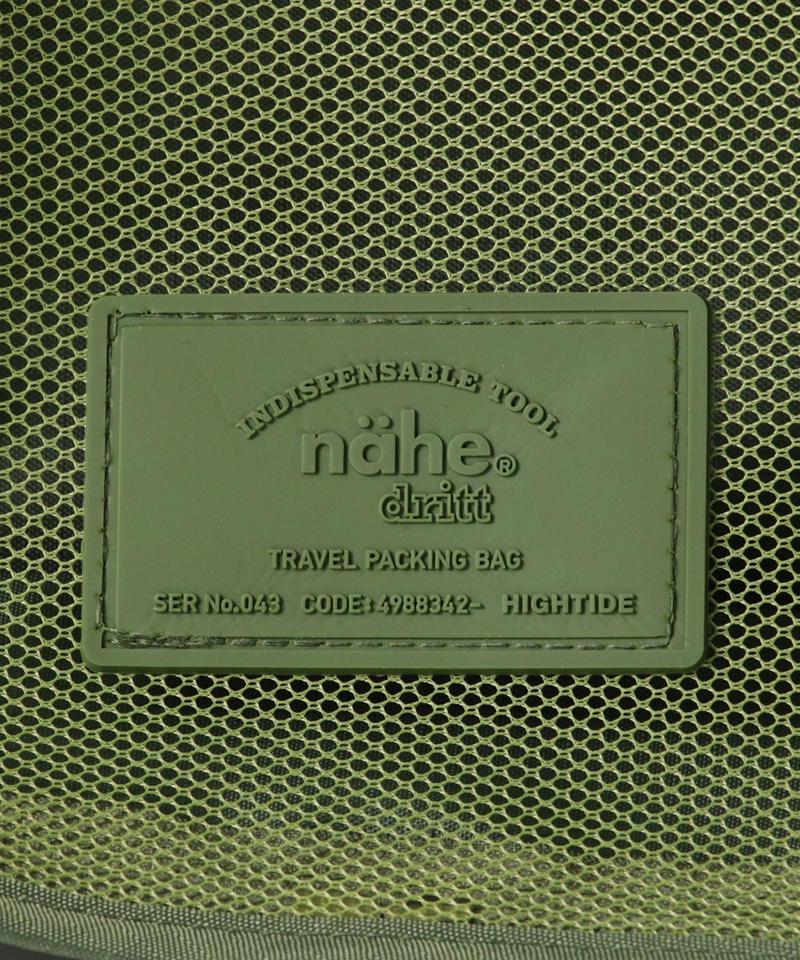 INDISPENSABLE TOOL
nähe®
dritt
TRAVEL PACKING BAG
SER No.043 CODE:4988342- HIGHTIDE